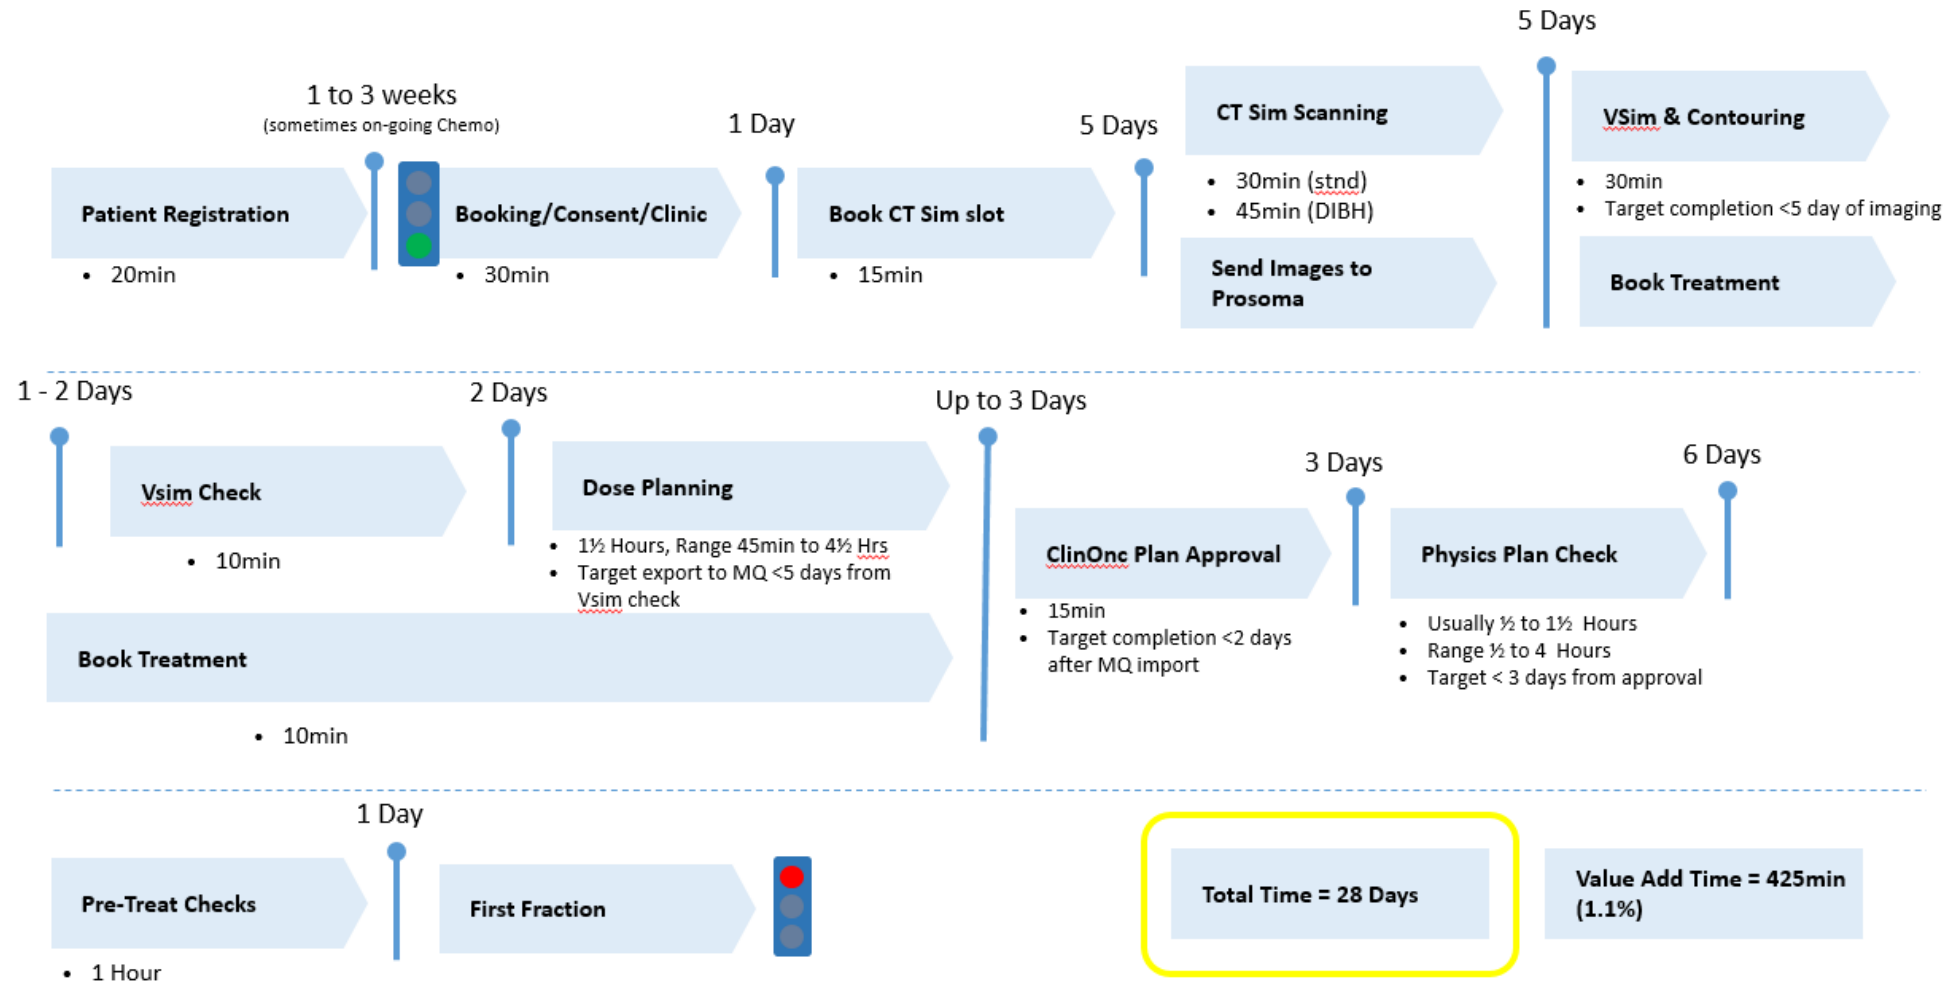 5 Days
1 to 3 weeks
(sometimes on-going Chemo)
1 Day
5 Days
Patient Registration
• 20min
Booking/Consent/Clinic
• 30min
Book CT Sim slot
• 15min
CT Sim Scanning
• 30min (stnd)
• 45min (DIBH)
Send Images to
Prosoma
VSim & Contouring
• 30min
• Target completion <5 day of imaging
Book Treatment
1 - 2 Days
2 Days
Up to 3 Days
3 Days
6 Days
Vsim Check
• 10min
Dose Planning
• 1½ Hours, Range 45min to 4½ Hrs
• Target export to MQ <5 days from
Vsim check
Book Treatment
• 10min
ClinOnc Plan Approval
• 15min
• Target completion <2 days
after MQ import
Physics Plan Check
• Usually ½ to 1½ Hours
• Range ½ to 4 Hours
• Target < 3 days from approval
1 Day
Pre-Treat Checks
• 1 Hour
First Fraction
Total Time = 28 Days
Value Add Time = 425min
(1.1%)